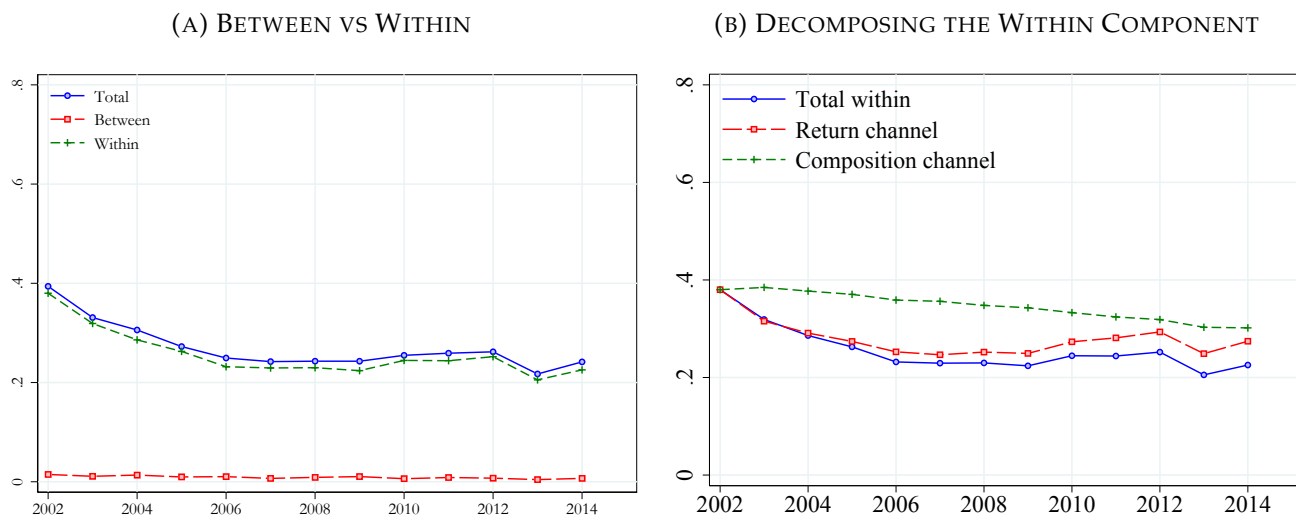 (A) BETWEEN VS WITHIN
.8
.6
.4
.2
0
Total
Between
Within
2002 2004 2006 2008 2010 2012 2014
(B) DECOMPOSING THE WITHIN COMPONENT
.8
.6
.4
.2
0
Total within
Return channel
Composition channel
2002 2004 2006 2008 2010 2012 2014